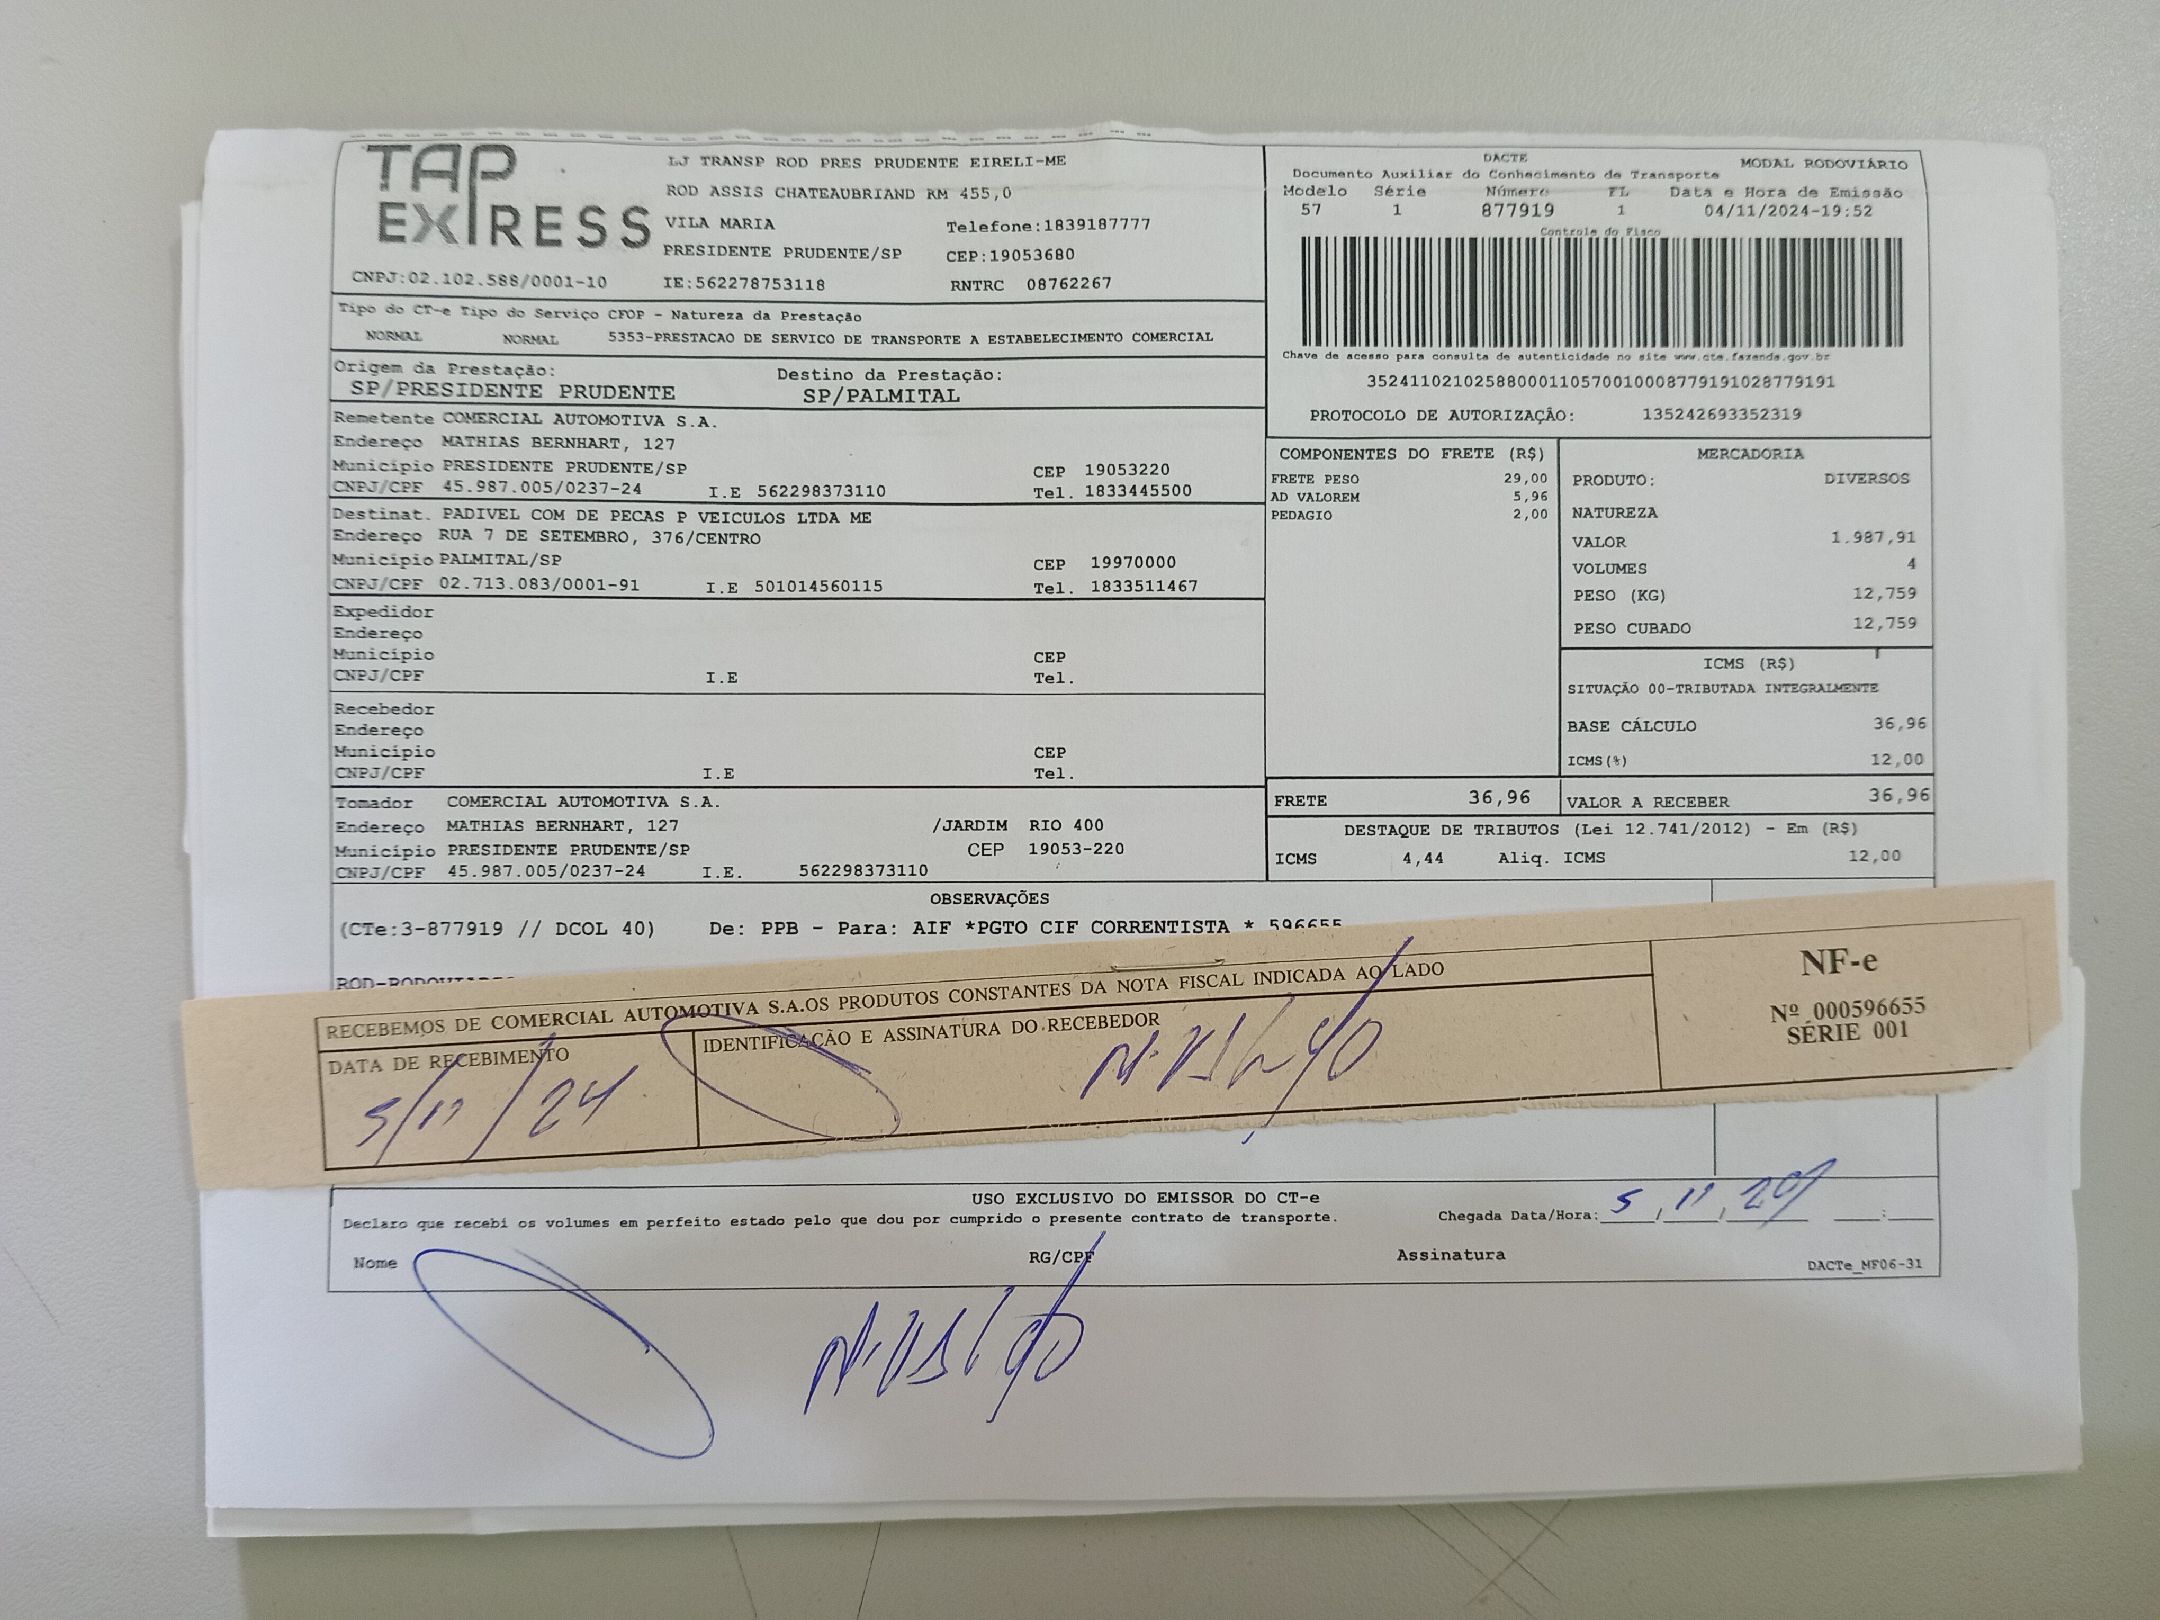 TAP EXPRESS
LJ TRANSP ROD PRES PRUDENTE EIRELI-ME
ROD ASSIS CHATEAUBRIAND KM 455,0
VILA MARIA Telefone:1839187777
PRESIDENTE PRUDENTE/SP CEP:19053680
CNPJ:02.102.588/0001-10 IE:562278753118 RNTRC 08762267
DACTE MODAL RODOVIÁRIO
Documento Auxiliar do Conhecimento de Transporte
Modelo Série Número FL Data e Hora de Emissão
57 1 877919 1 04/11/2024-19:52
Controle do Fisco
Chave de acesso para consulta de autenticidade no site www.cte.fazenda.gov.br
35241102102588000110570010008779191028779191
PROTOCOLO DE AUTORIZAÇÃO: 135242693352319
Tipo do CT-e Tipo do Serviço CFOP - Natureza da Prestação
NORMAL NORMAL 5353-PRESTACAO DE SERVICO DE TRANSPORTE A ESTABELECIMENTO COMERCIAL
Origem da Prestação: Destino da Prestação:
SP/PRESIDENTE PRUDENTE SP/PALMITAL
Remetente COMERCIAL AUTOMOTIVA S.A.
Endereço MATHIAS BERNHART, 127
Município PRESIDENTE PRUDENTE/SP CEP 19053220
CNPJ/CPF 45.987.005/0237-24 I.E 562298373110 Tel. 1833445500
Destinat. PADIVEL COM DE PECAS P VEICULOS LTDA ME
Endereço RUA 7 DE SETEMBRO, 376/CENTRO
Município PALMITAL/SP CEP 19970000
CNPJ/CPF 02.713.083/0001-91 I.E 501014560115 Tel. 1833511467
Expedidor
Endereço
Município CEP
CNPJ/CPF I.E Tel.
Recebedor
Endereço
Município CEP
CNPJ/CPF I.E Tel.
Tomador COMERCIAL AUTOMOTIVA S.A.
Endereço MATHIAS BERNHART, 127 /JARDIM RIO 400
Município PRESIDENTE PRUDENTE/SP CEP 19053-220
CNPJ/CPF 45.987.005/0237-24 I.E. 562298373110
COMPONENTES DO FRETE (R$)
FRETE PESO 29,00
AD VALOREM 5,96
PEDAGIO 2,00
MERCADORIA
PRODUTO: DIVERSOS
NATUREZA
VALOR 1.987,91
VOLUMES 4
PESO (KG) 12,759
PESO CUBADO 12,759
ICMS (R$)
SITUAÇÃO 00-TRIBUTADA INTEGRALMENTE
BASE CÁLCULO 36,96
ICMS(%) 12,00
FRETE 36,96 VALOR A RECEBER 36,96
DESTAQUE DE TRIBUTOS (Lei 12.741/2012) - Em (R$)
ICMS 4,44 Aliq. ICMS 12,00
OBSERVAÇÕES
(CTe:3-877919 // DCOL 40) De: PPB - Para: AIF *PGTO CIF CORRENTISTA * 596655
RECEBEMOS DE COMERCIAL AUTOMOTIVA S.A.OS PRODUTOS CONSTANTES DA NOTA FISCAL INDICADA AO LADO
DATA DE RECEBIMENTO IDENTIFICAÇÃO E ASSINATURA DO RECEBEDOR
5/11/24
NF-e
Nº 000596655
SÉRIE 001
USO EXCLUSIVO DO EMISSOR DO CT-e
Declaro que recebi os volumes em perfeito estado pelo que dou por cumprido o presente contrato de transporte. Chegada Data/Hora: 5, 11,
Nome RG/CPF Assinatura DACTe_MF06-31